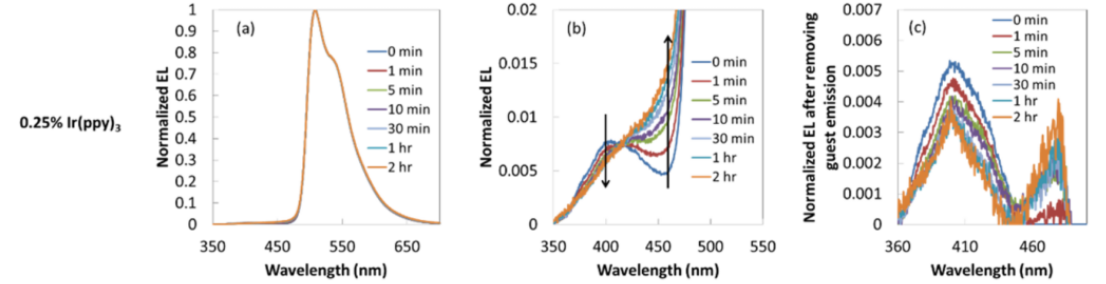 0.25% Ir(ppy)3
Normalized EL
1
0.9
0.8
0.7
0.6
0.5
0.4
0.3
0.2
0.1
0
(a)
0 min
1 min
5 min
10 min
30 min
1 hr
2 hr
350
450
550
650
Wavelength (nm)
Normalized EL
0.02
0.015
0.01
0.005
0
(b)
0 min
1 min
5 min
10 min
30 min
1 hr
2 hr
350
400
450
500
550
Wavelength (nm)
Normalized EL after removing
guest emission
0.007
0.006
0.005
0.004
0.003
0.002
0.001
0
(c)
0 min
1 min
5 min
10 min
30 min
1 hr
2 hr
360
410
460
Wavelength (nm)